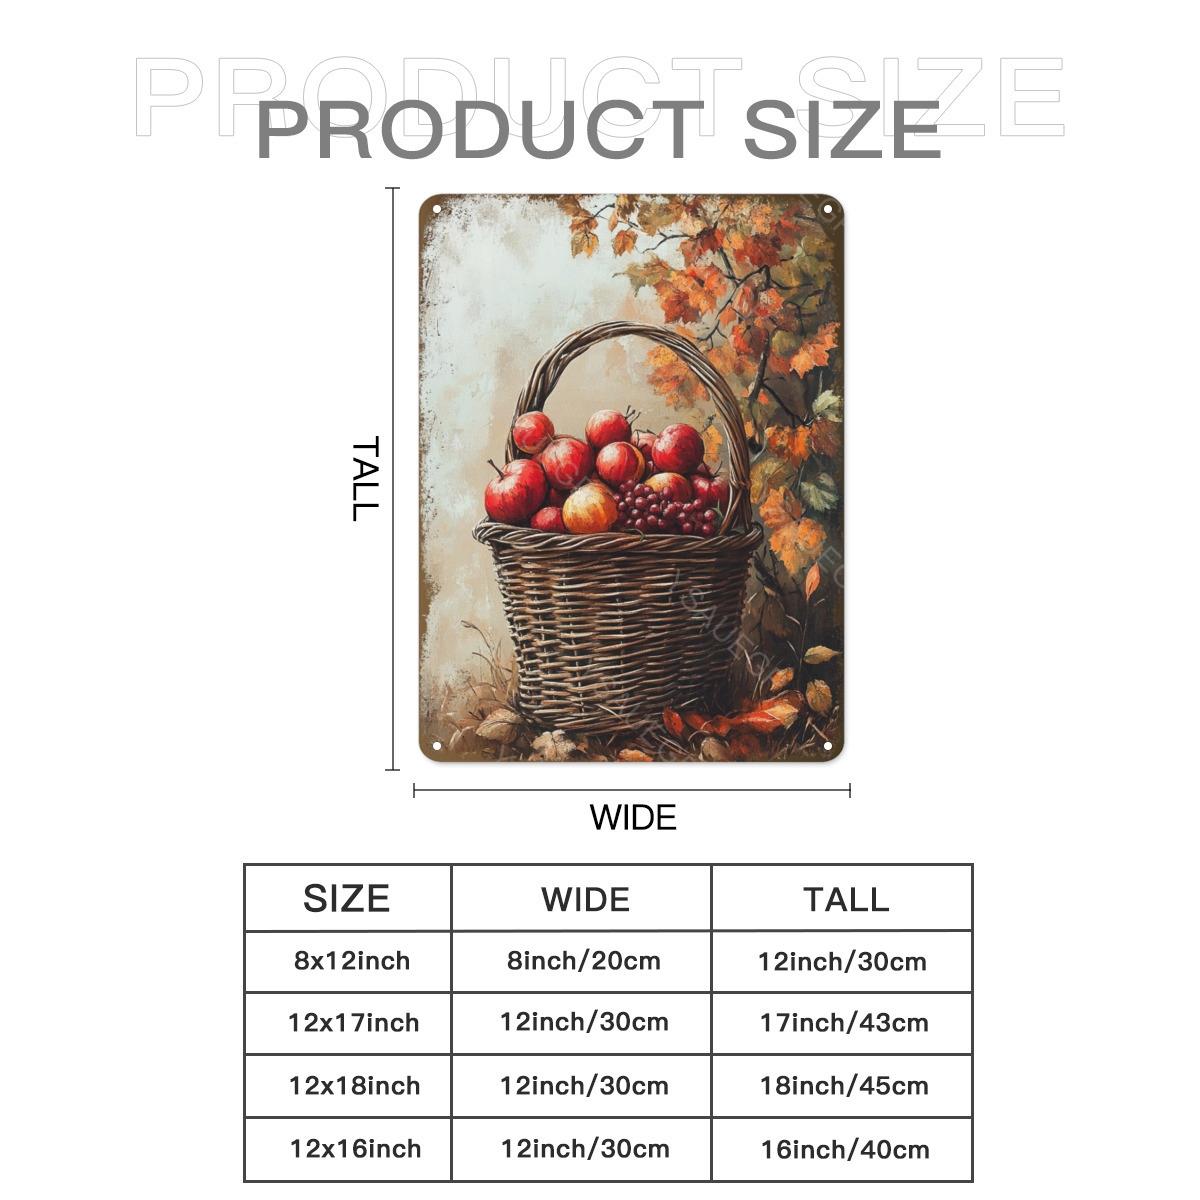 PRODUCT SIZE
PRODUCT SIZE
TALL
YSAUEG
WIDE
SIZE WIDE TALL
8x12inch 8inch/20cm 12inch/30cm
12x17inch 12inch/30cm 17inch/43cm
12x18inch 12inch/30cm 18inch/45cm
12x16inch 12inch/30cm 16inch/40cm